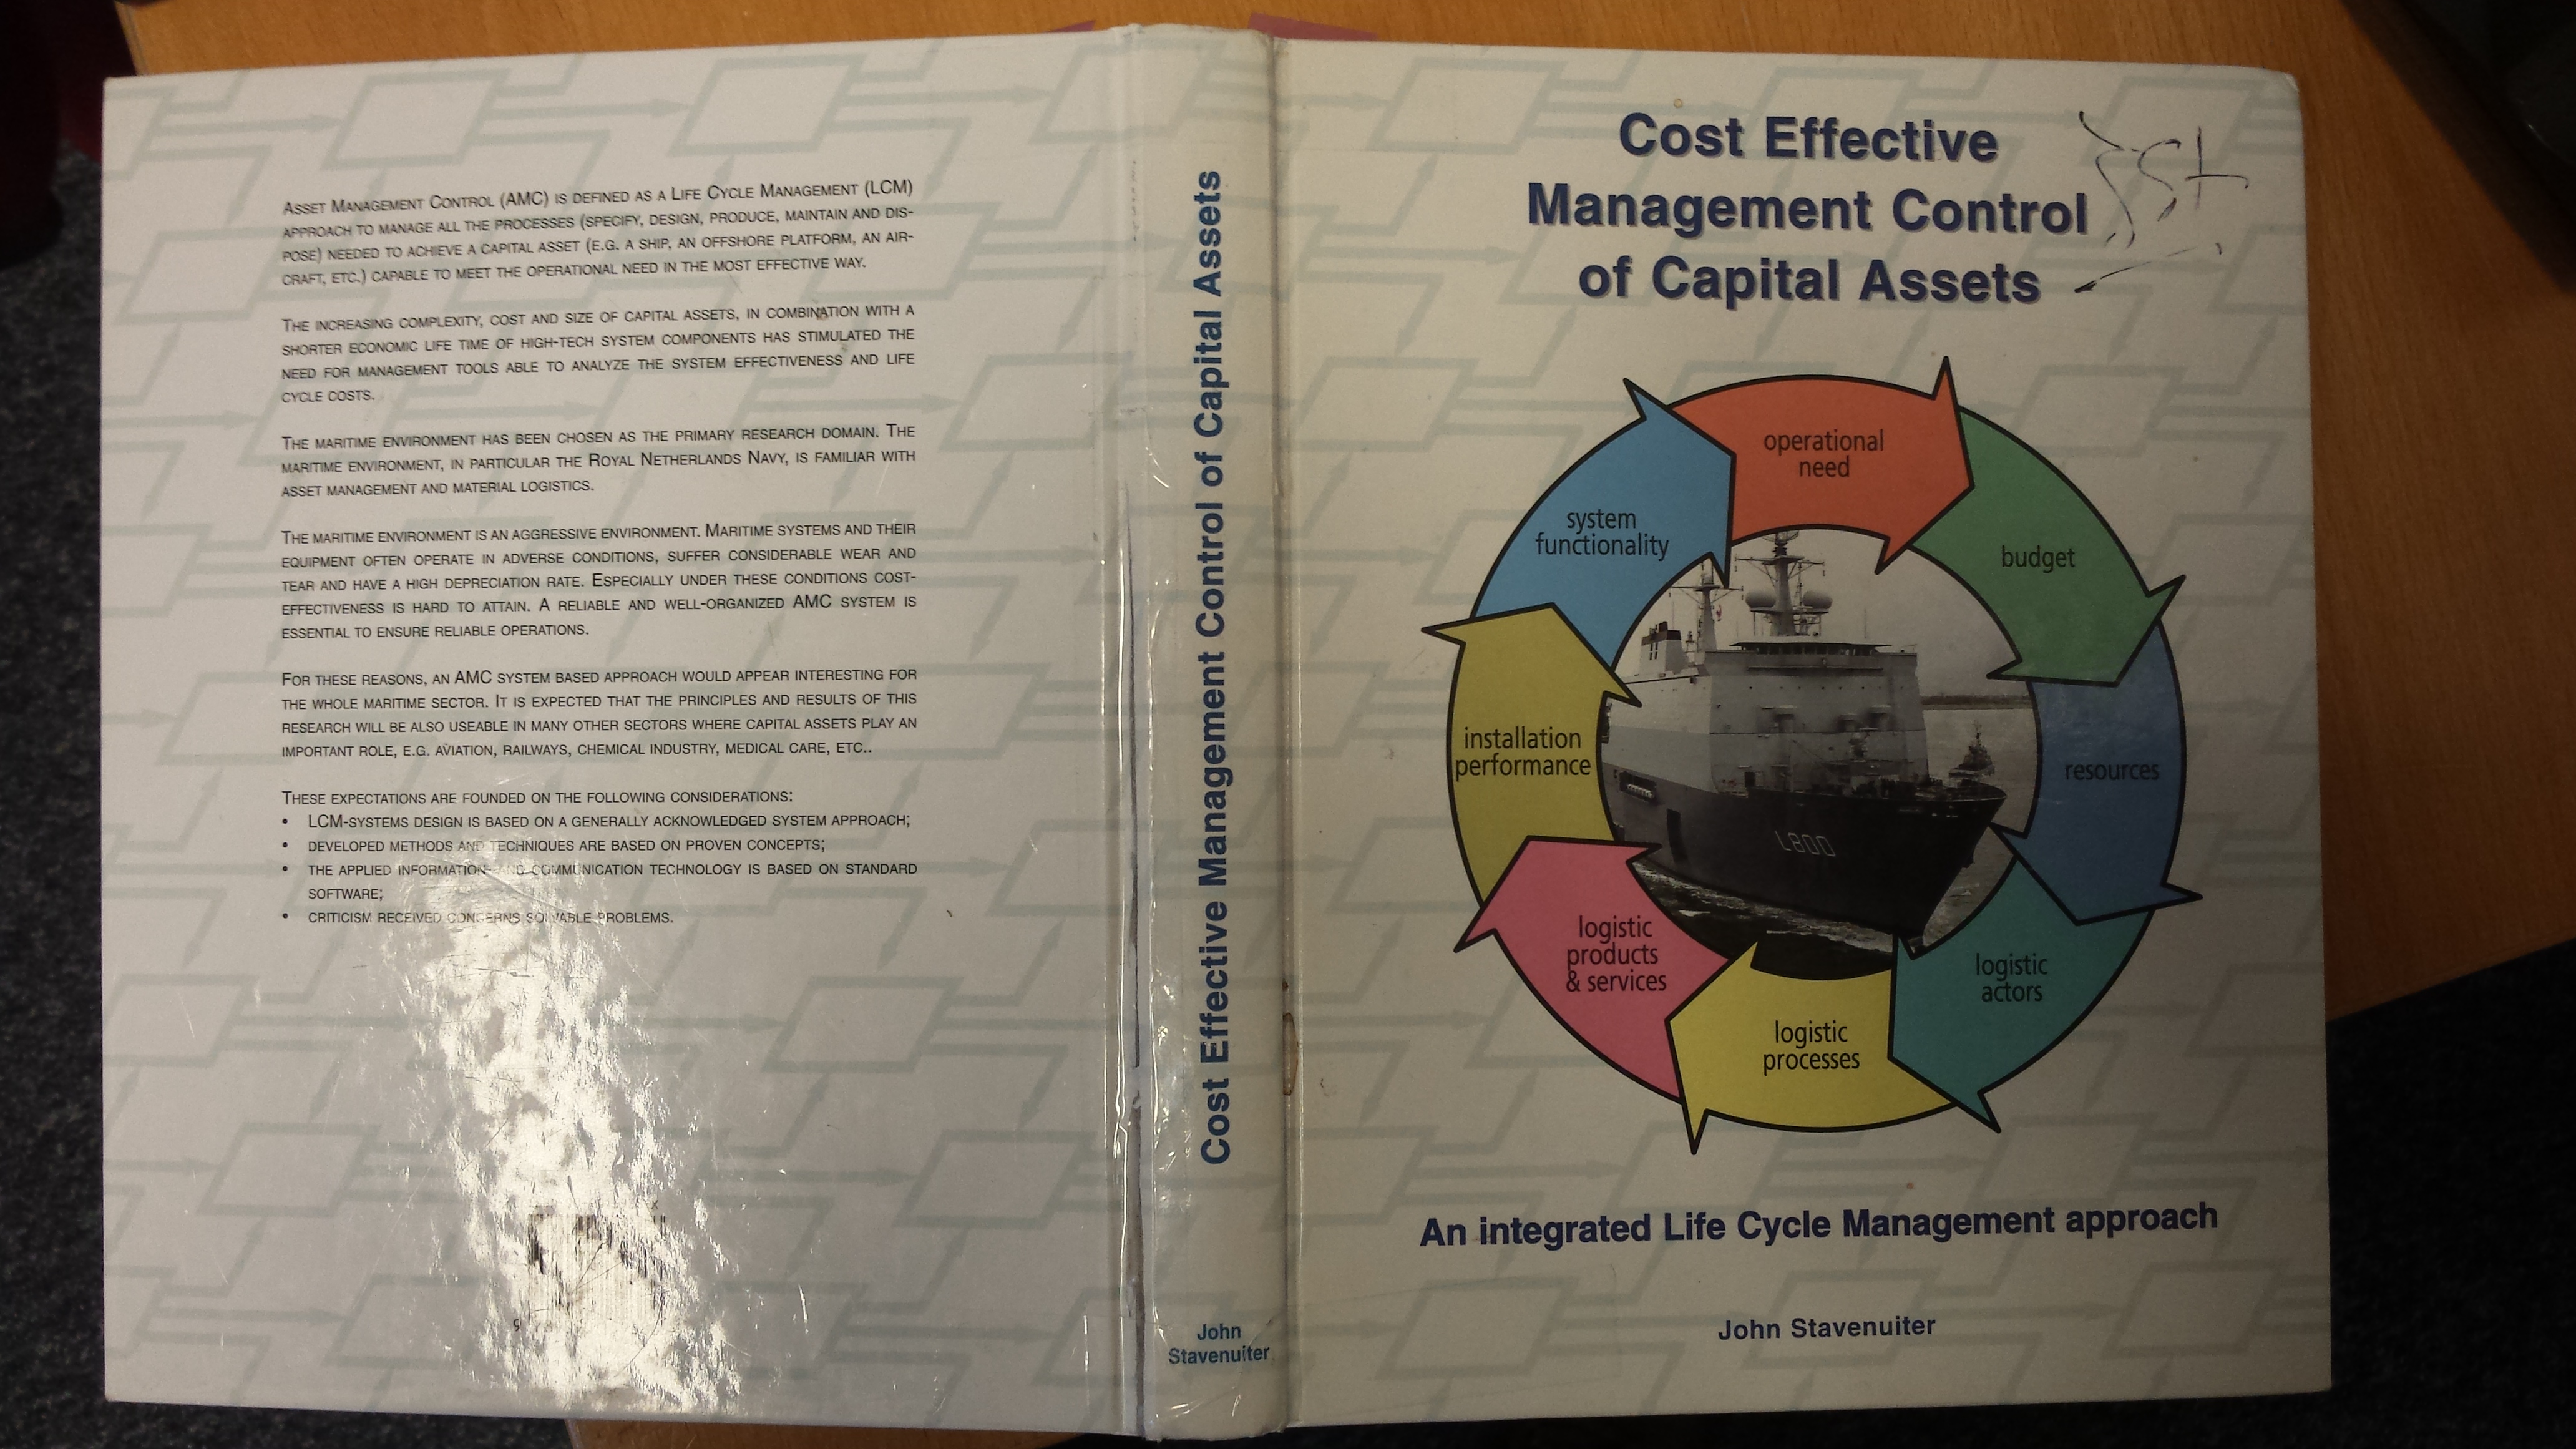 Cost Effective
Management Control
of Capital Assets
operational
need
system
functionality
installation
performance
logistic
products
& services
logistic
processes
logistic
actors
resources
budget
L800
An integrated Life Cycle Management approach
John Stavenuiter
Cost Effective Management Control of Capital Assets
John
Stavenuiter
ASSET MANAGEMENT CONTROL (AMC) IS DEFINED AS A LIFE CYCLE MANAGEMENT (LCM)
APPROACH TO MANAGE ALL THE PROCESSES (SPECIFY, DESIGN, PRODUCE, MAINTAIN AND DIS-
POSE) NEEDED TO ACHIEVE A CAPITAL ASSET (E.G. A SHIP, AN OFFSHORE PLATFORM, AN AIR-
CRAFT, ETC.) CAPABLE TO MEET THE OPERATIONAL NEED IN THE MOST EFFECTIVE WAY.
THE INCREASING COMPLEXITY, COST AND SIZE OF CAPITAL ASSETS, IN COMBINATION WITH A
SHORTER ECONOMIC LIFE TIME OF HIGH-TECH SYSTEM COMPONENTS HAS STIMULATED THE
NEED FOR MANAGEMENT TOOLS ABLE TO ANALYZE THE SYSTEM EFFECTIVENESS AND LIFE
CYCLE COSTS.
THE MARITIME ENVIRONMENT HAS BEEN CHOSEN AS THE PRIMARY RESEARCH DOMAIN. THE
MARITIME ENVIRONMENT, IN PARTICULAR THE ROYAL NETHERLANDS NAVY, IS FAMILIAR WITH
ASSET MANAGEMENT AND MATERIAL LOGISTICS.
THE MARITIME ENVIRONMENT IS AN AGGRESSIVE ENVIRONMENT. MARITIME SYSTEMS AND THEIR
EQUIPMENT OFTEN OPERATE IN ADVERSE CONDITIONS, SUFFER CONSIDERABLE WEAR AND
TEAR AND HAVE A HIGH DEPRECIATION RATE. ESPECIALLY UNDER THESE CONDITIONS COST-
EFFECTIVENESS IS HARD TO ATTAIN. A RELIABLE AND WELL-ORGANIZED AMC SYSTEM IS
ESSENTIAL TO ENSURE RELIABLE OPERATIONS.
FOR THESE REASONS, AN AMC SYSTEM BASED APPROACH WOULD APPEAR INTERESTING FOR
THE WHOLE MARITIME SECTOR. IT IS EXPECTED THAT THE PRINCIPLES AND RESULTS OF THIS
RESEARCH WILL BE ALSO USEABLE IN MANY OTHER SECTORS WHERE CAPITAL ASSETS PLAY AN
IMPORTANT ROLE, E.G. AVIATION, RAILWAYS, CHEMICAL INDUSTRY, MEDICAL CARE, ETC..
THESE EXPECTATIONS ARE FOUNDED ON THE FOLLOWING CONSIDERATIONS:
• LCM-SYSTEMS DESIGN IS BASED ON A GENERALLY ACKNOWLEDGED SYSTEM APPROACH;
• DEVELOPED METHODS AND TECHNIQUES ARE BASED ON PROVEN CONCEPTS;
• THE APPLIED INFORMATION- AND COMMUNICATION TECHNOLOGY IS BASED ON STANDARD
SOFTWARE;
• CRITICISM RECEIVED CONCERNS SOLVABLE PROBLEMS.